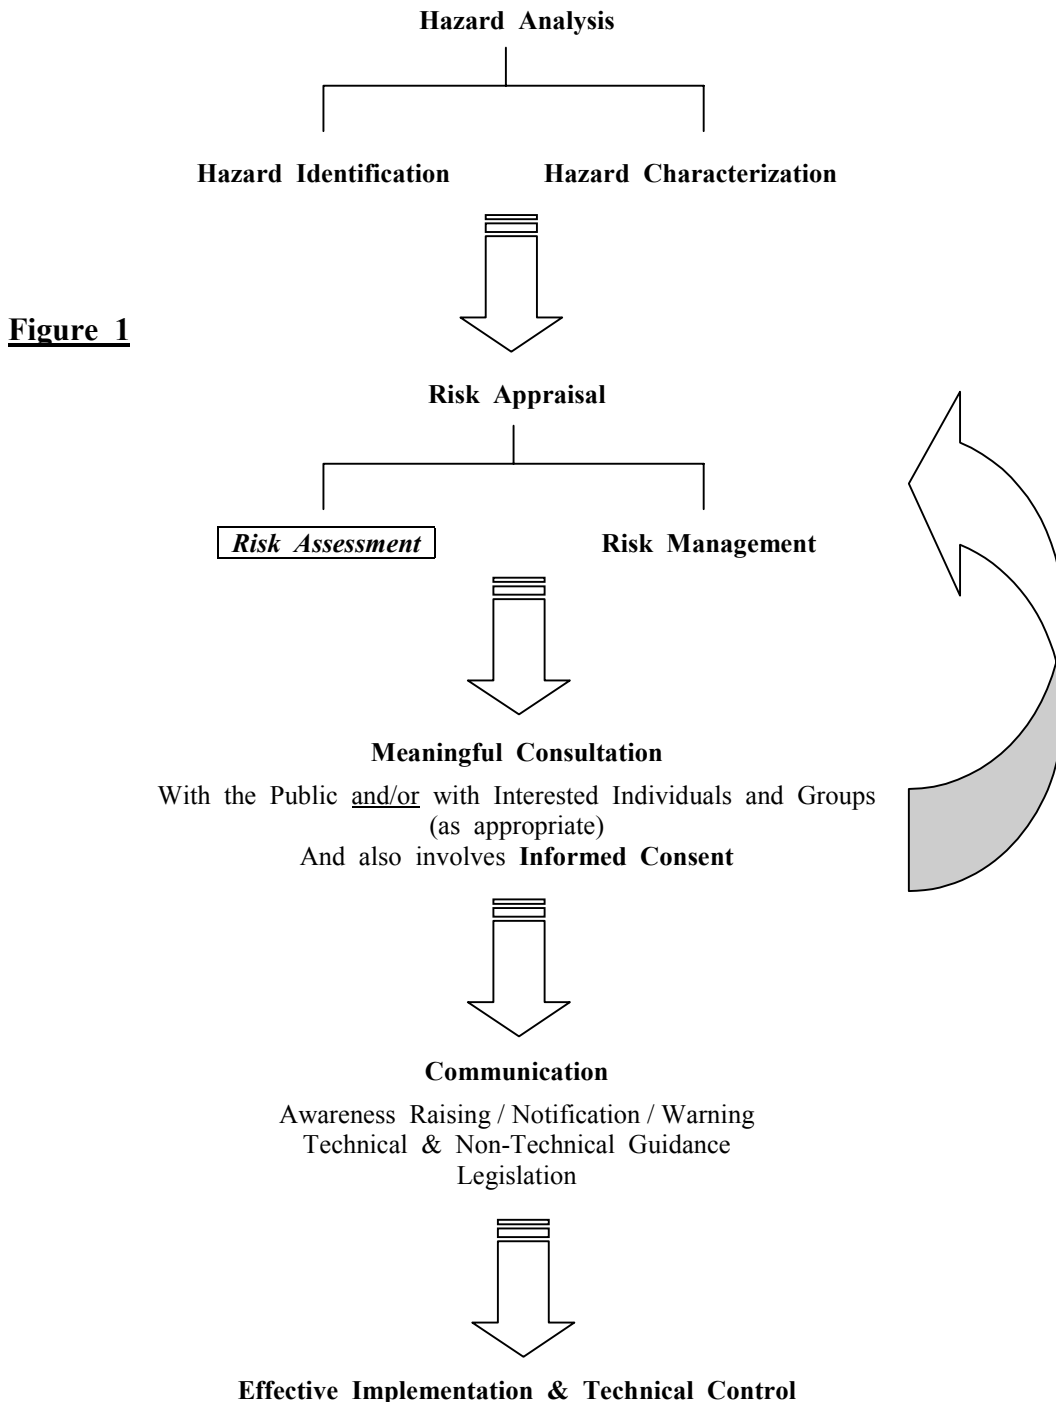 Hazard Analysis
Hazard Identification
Hazard Characterization
Figure 1
Risk Appraisal
Risk Assessment
Risk Management
Meaningful Consultation
With the Public and/or with Interested Individuals and Groups
(as appropriate)
And also involves Informed Consent
Communication
Awareness Raising / Notification / Warning
Technical & Non-Technical Guidance
Legislation
Effective Implementation & Technical Control